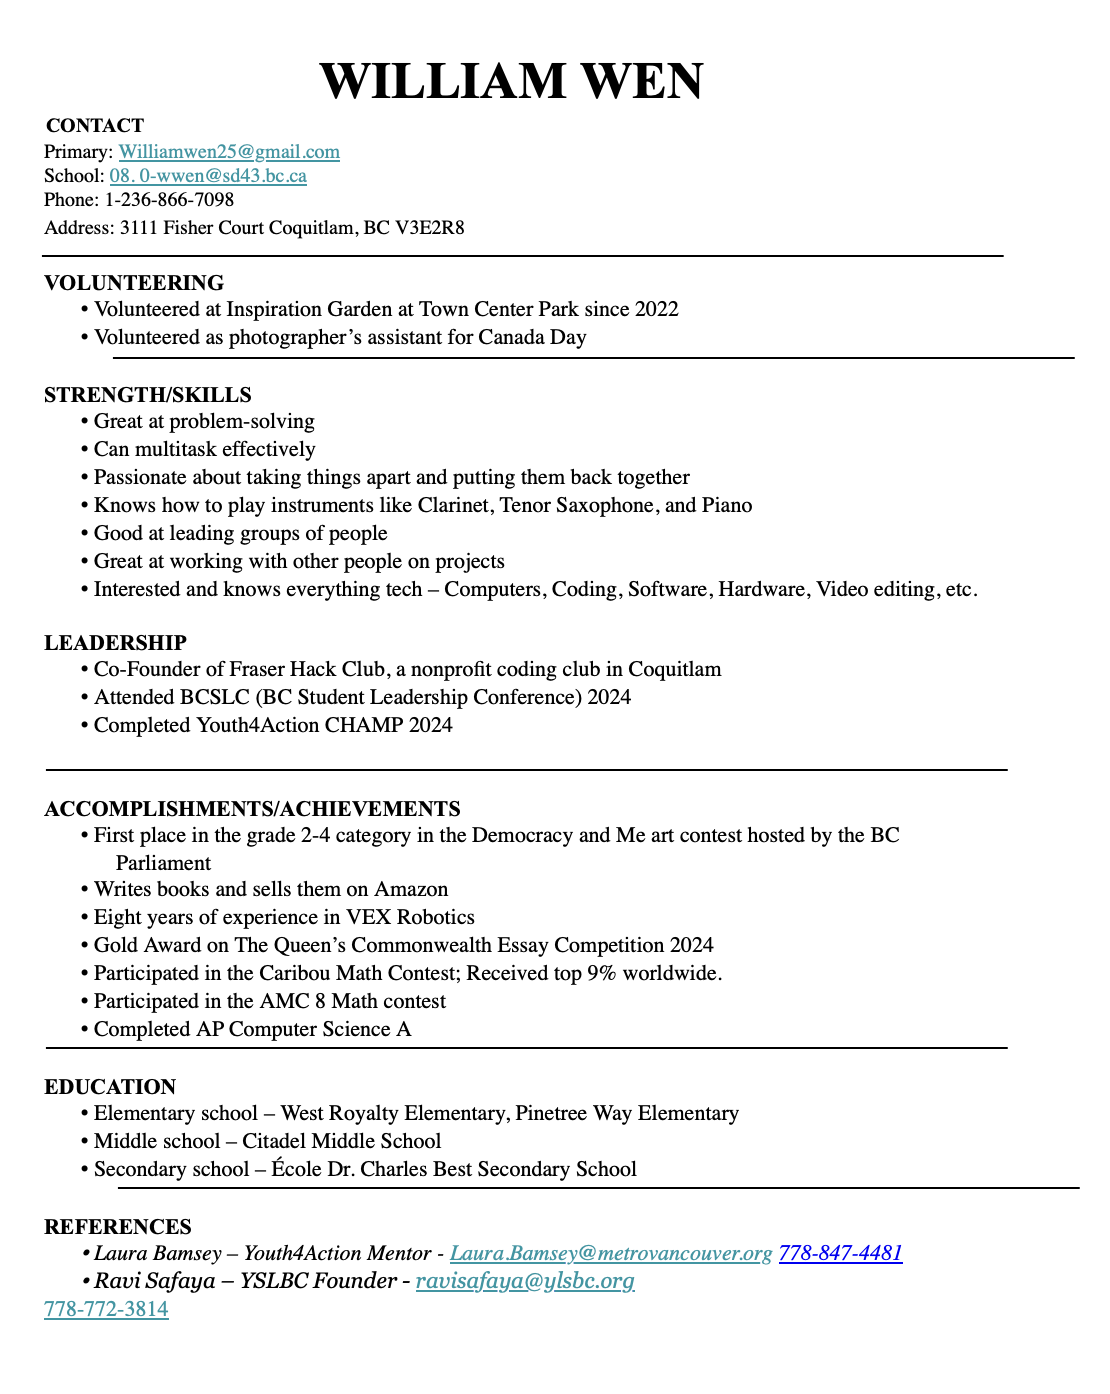 WILLIAM WEN
CONTACT
Primary: Williamwen25@gmail.com
School: 08. 0-wwen@sd43.bc.ca
Phone: 1-236-866-7098
Address: 3111 Fisher Court Coquitlam, BC V3E2R8
VOLUNTEERING
• Volunteered at Inspiration Garden at Town Center Park since 2022
• Volunteered as photographer’s assistant for Canada Day
STRENGTH/SKILLS
• Great at problem-solving
• Can multitask effectively
• Passionate about taking things apart and putting them back together
• Knows how to play instruments like Clarinet, Tenor Saxophone, and Piano
• Good at leading groups of people
• Great at working with other people on projects
• Interested and knows everything tech – Computers, Coding, Software, Hardware, Video editing, etc.
LEADERSHIP
• Co-Founder of Fraser Hack Club, a nonprofit coding club in Coquitlam
• Attended BCSLC (BC Student Leadership Conference) 2024
• Completed Youth4Action CHAMP 2024
ACCOMPLISHMENTS/ACHIEVEMENTS
• First place in the grade 2-4 category in the Democracy and Me art contest hosted by the BC
Parliament
• Writes books and sells them on Amazon
• Eight years of experience in VEX Robotics
• Gold Award on The Queen’s Commonwealth Essay Competition 2024
• Participated in the Caribou Math Contest; Received top 9% worldwide.
• Participated in the AMC 8 Math contest
• Completed AP Computer Science A
EDUCATION
• Elementary school – West Royalty Elementary, Pinetree Way Elementary
• Middle school – Citadel Middle School
• Secondary school – École Dr. Charles Best Secondary School
REFERENCES
• Laura Bamsey – Youth4Action Mentor - Laura.Bamsey@metrovancouver.org 778-847-4481
• Ravi Safaya – YSLBC Founder - ravisafaya@ylsbc.org
778-772-3814